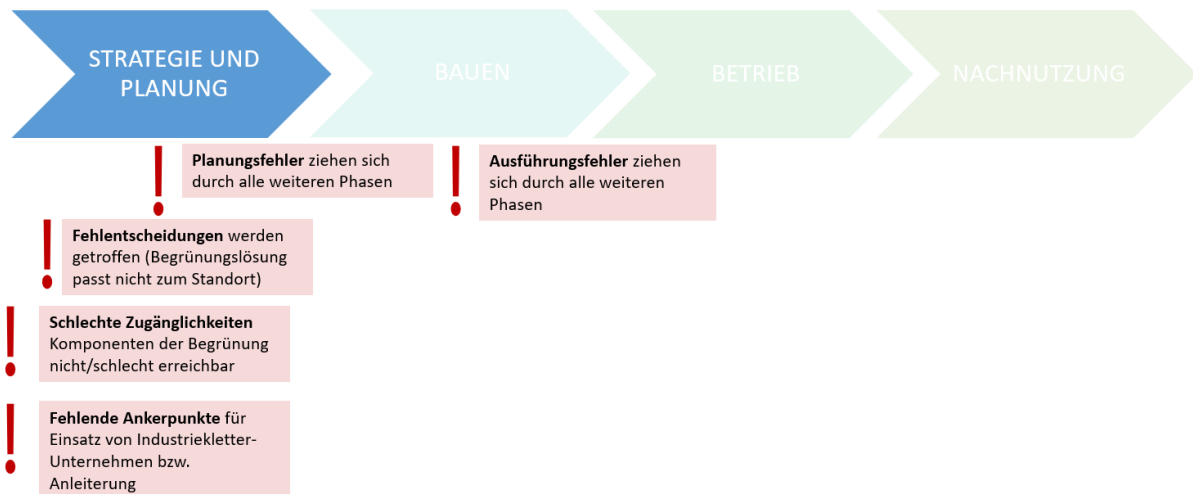 STRATEGIE UND
PLANUNG
BAUEN
BETRIEB
NACHNUTZUNG
Planungsfehler ziehen sich
durch alle weiteren Phasen
Ausführungsfehler ziehen
sich durch alle weiteren
Phasen
Fehlentscheidungen werden
getroffen (Begrünungslösung
passt nicht zum Standort)
Schlechte Zugänglichkeiten
Komponenten der Begrünung
nicht/schlecht erreichbar
Fehlende Ankerpunkte für
Einsatz von Industriekletter-
Unternehmen bzw.
Anleiterung